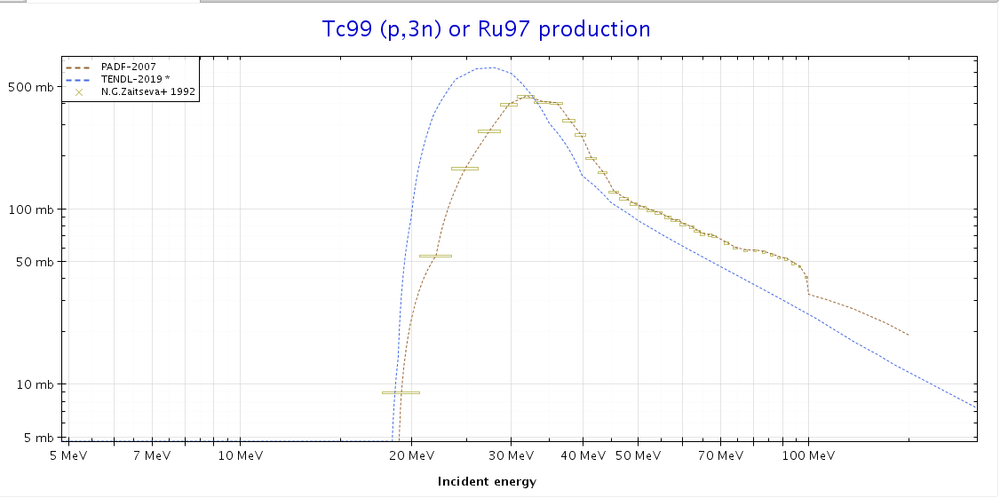 Tc99 (p,3n) or Ru97 production
PADF-2007
TENDL-2019 *
N.G.Zaitseva+ 1992
500 mb
100 mb
50 mb
10 mb
5 mb
5 MeV 7 MeV 10 MeV 20 MeV 30 MeV 40 MeV 50 MeV 70 MeV 100 MeV
Incident energy